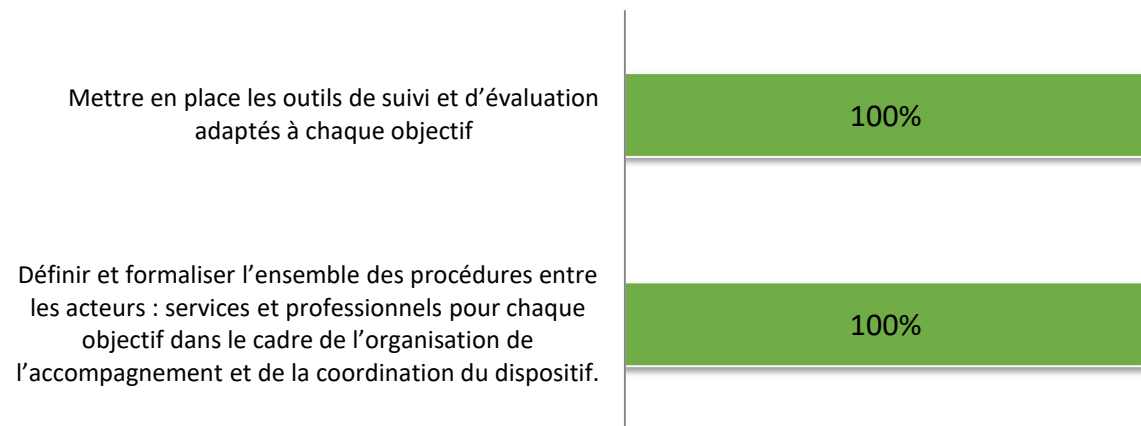 Mettre en place les outils de suivi et d’évaluation
adaptés à chaque objectif
100%
Définir et formaliser l’ensemble des procédures entre
les acteurs : services et professionnels pour chaque
objectif dans le cadre de l’organisation de
l’accompagnement et de la coordination du dispositif.
100%